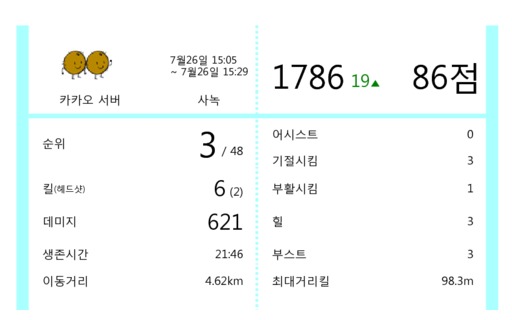 7월26일 15:05
~ 7월26일 15:29
카카오 서버
사녹
1786 19▲ 86점
순위 3 / 48
킬(헤드샷) 6 (2)
데미지 621
생존시간 21:46
이동거리 4.62km
어시스트 0
기절시킴 3
부활시킴 1
힐 3
부스트 3
최대거리킬 98.3m